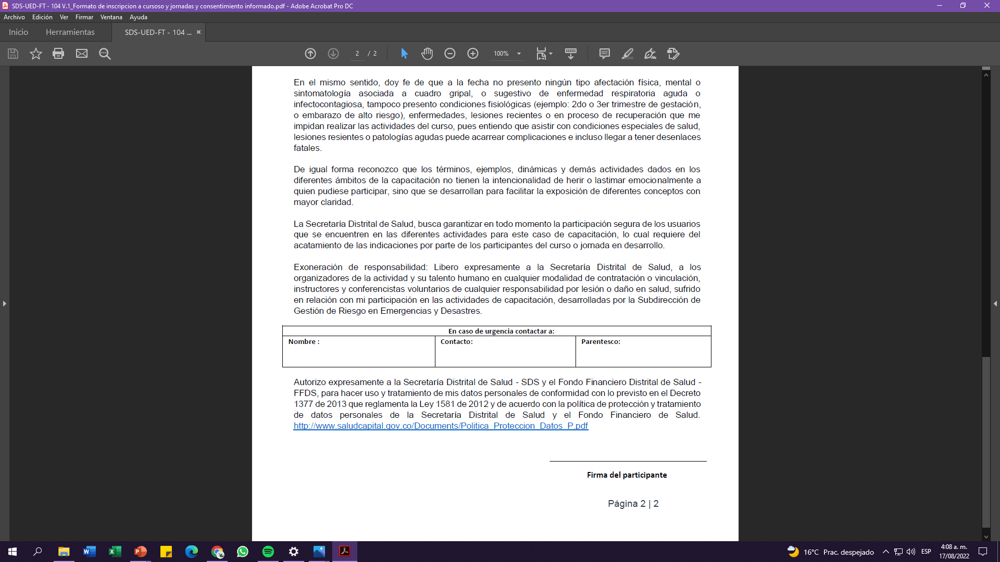 SDS-UED-FT - 104 V.1_Formato de inscripcion a cursoso y jornadas y consentimiento informado.pdf - Adobe Acrobat Pro DC
Archivo Edición Ver Firmar Ventana Ayuda
Inicio Herramientas SDS-UED-FT - 104 ... ×
2 / 2 100%
En el mismo sentido, doy fe de que a la fecha no presento ningún tipo afectación física, mental o
sintomatología asociada a cuadro gripal, o sugestivo de enfermedad respiratoria aguda o
infectocontagiosa, tampoco presento condiciones fisiológicas (ejemplo: 2do o 3er trimestre de gestación,
o embarazo de alto riesgo), enfermedades, lesiones recientes o en proceso de recuperación que me
impidan realizar las actividades del curso, pues entiendo que asistir con condiciones especiales de salud,
lesiones resientes o patologías agudas puede acarrear complicaciones e incluso llegar a tener desenlaces
fatales.
De igual forma reconozco que los términos, ejemplos, dinámicas y demás actividades dados en los
diferentes ámbitos de la capacitación no tienen la intencionalidad de herir o lastimar emocionalmente a
quien pudiese participar, sino que se desarrollan para facilitar la exposición de diferentes conceptos con
mayor claridad.
La Secretaría Distrital de Salud, busca garantizar en todo momento la participación segura de los usuarios
que se encuentren en las diferentes actividades para este caso de capacitación, lo cual requiere del
acatamiento de las indicaciones por parte de los participantes del curso o jornada en desarrollo.
Exoneración de responsabilidad: Libero expresamente a la Secretaría Distrital de Salud, a los
organizadores de la actividad y su talento humano en cualquier modalidad de contratación o vinculación,
instructores y conferencistas voluntarios de cualquier responsabilidad por lesión o daño en salud, sufrido
en relación con mi participación en las actividades de capacitación, desarrolladas por la Subdirección de
Gestión de Riesgo en Emergencias y Desastres.
En caso de urgencia contactar a:
Nombre : Contacto: Parentesco:
Autorizo expresamente a la Secretaría Distrital de Salud - SDS y el Fondo Financiero Distrital de Salud -
FFDS, para hacer uso y tratamiento de mis datos personales de conformidad con lo previsto en el Decreto
1377 de 2013 que reglamenta la Ley 1581 de 2012 y de acuerdo con la política de protección y tratamiento
de datos personales de la Secretaría Distrital de Salud y el Fondo Financiero de Salud.
http://www.saludcapital.gov.co/Documents/Politica_Proteccion_Datos_P.pdf
Firma del participante
Página 2 | 2
16°C Prac. despejado ESP 4:08 a. m.
17/08/2022